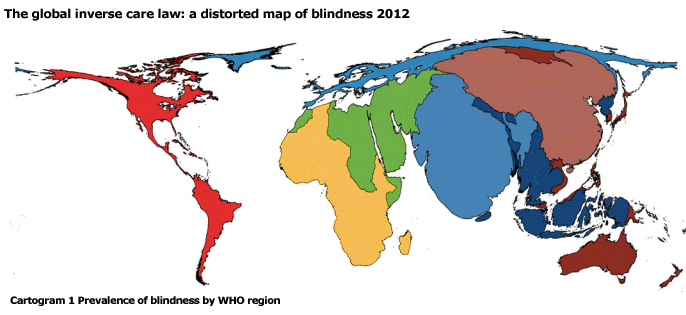 The global inverse care law: a distorted map of blindness 2012
Cartogram 1 Prevalence of blindness by WHO region